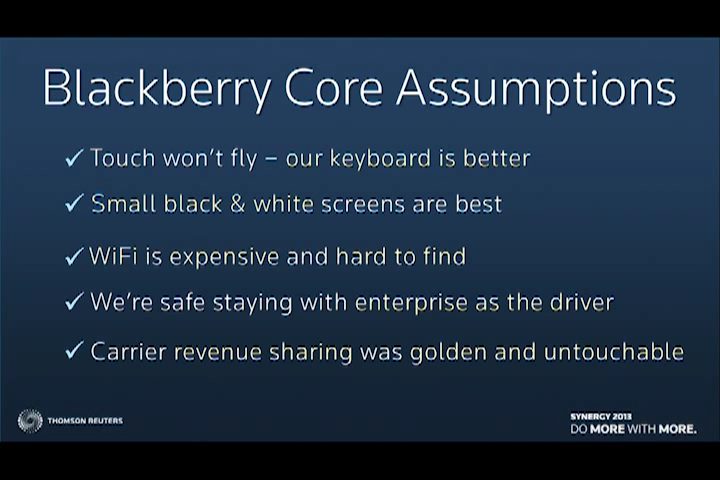 Blackberry Core Assumptions
✓ Touch won't fly – our keyboard is better
✓ Small black & white screens are best
✓ WiFi is expensive and hard to find
✓ We're safe staying with enterprise as the driver
✓ Carrier revenue sharing was golden and untouchable
THOMSON REUTERS
SYNERGY 2013
DO MORE WITH MORE.